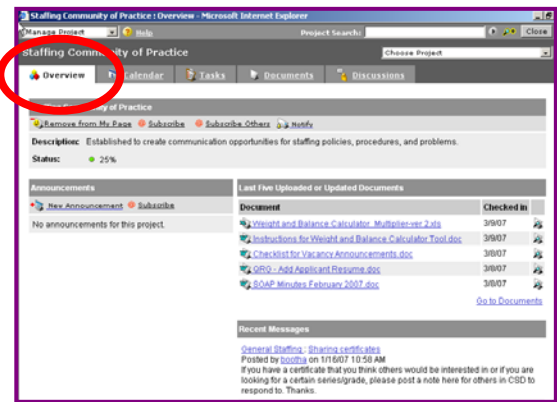 Staffing Community of Practice : Overview - Microsoft Internet Explorer
Manage Project Help Project Search: Close
Staffing Community of Practice Choose Project
Overview Calendar Tasks Documents Discussions
Staffing Community of Practice
Remove from My Page Subscribe Subscribe Others Notify
Description: Established to create communication opportunities for staffing policies, procedures, and problems.
Status: 25%
Announcements
New Announcement Subscribe
No announcements for this project.
Last Five Uploaded or Updated Documents
Document Checked in
Weight and Balance Calculator_Multiplier-ver 2.xls 3/9/07
Instructions for Weight and Balance Calculator Tool.doc 3/9/07
Checklist for Vacancy Announcements.doc 3/8/07
QRG - Add Applicant Resume.doc 3/8/07
SOAP Minutes February 2007.doc 3/8/07
Go to Documents
Recent Messages
General Staffing : Sharing certificates
Posted by bootha on 1/16/07 10:58 AM
If you have a certificate that you think others would be interested in or if you are
looking for a certain series/grade, please post a note here for others in CSD to
respond to. Thanks.